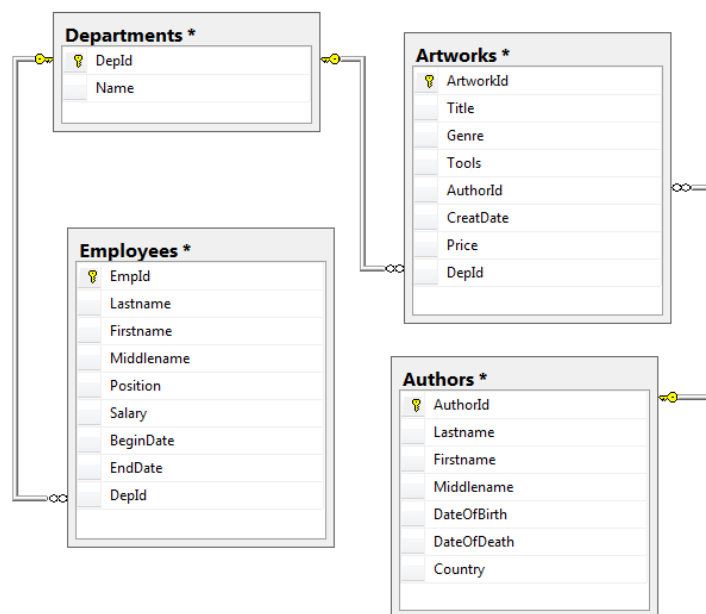 Departments *
DepId
Name
Artworks *
ArtworkId
Title
Genre
Tools
AuthorId
CreatDate
Price
DepId
Employees *
EmpId
Lastname
Firstname
Middlename
Position
Salary
BeginDate
EndDate
DepId
Authors *
AuthorId
Lastname
Firstname
Middlename
DateOfBirth
DateOfDeath
Country